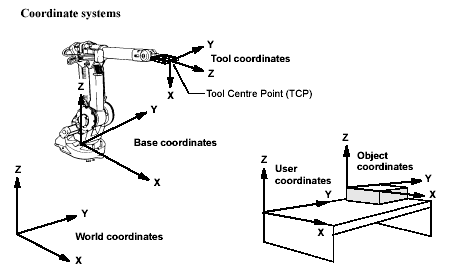 Coordinate systems
Y
Tool coordinates
Z
X
Tool Centre Point (TCP)
Z
Y
Base coordinates
X
Z
Y
World coordinates
X
Z
User
coordinates
Y
X
Z
Object
coordinates
Y
X